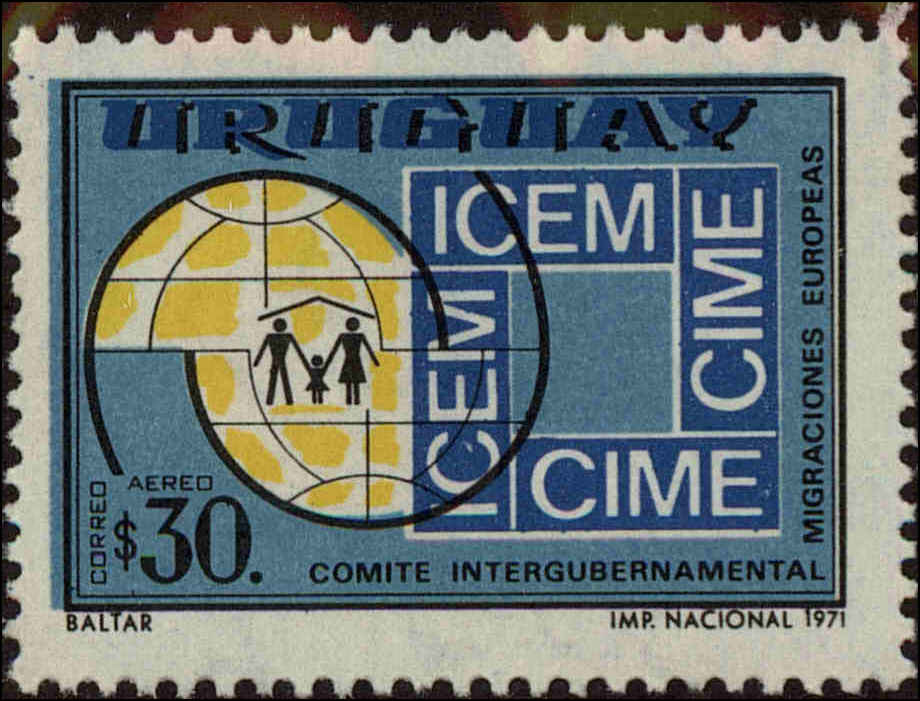 URUGUAY
ICEM
CIME
ICEM
CIME
MIGRACIONES EUROPEAS
CORREO
AEREO
$30.
COMITE INTERGUBERNAMENTAL
BALTAR
IMP. NACIONAL 1971